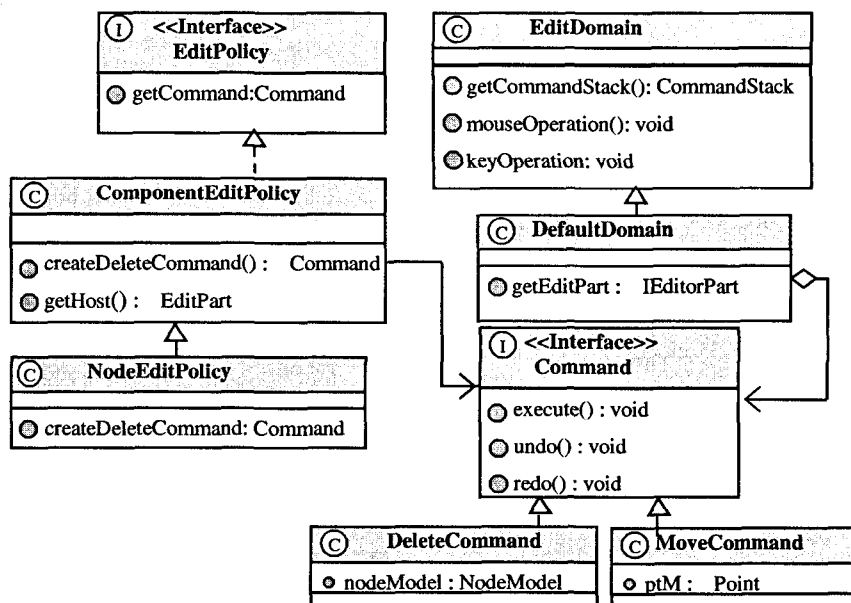 I <<Interface>>
EditPolicy
getCommand:Command
C EditDomain
getCommandStack(): CommandStack
mouseOperation(): void
keyOperation: void
C ComponentEditPolicy
createDeleteCommand() : Command
getHost() : EditPart
C DefaultDomain
getEditPart : IEditorPart
C NodeEditPolicy
createDeleteCommand: Command
I <<Interface>>
Command
execute() : void
undo() : void
redo() : void
C DeleteCommand
nodeModel : NodeModel
C MoveCommand
ptM : Point